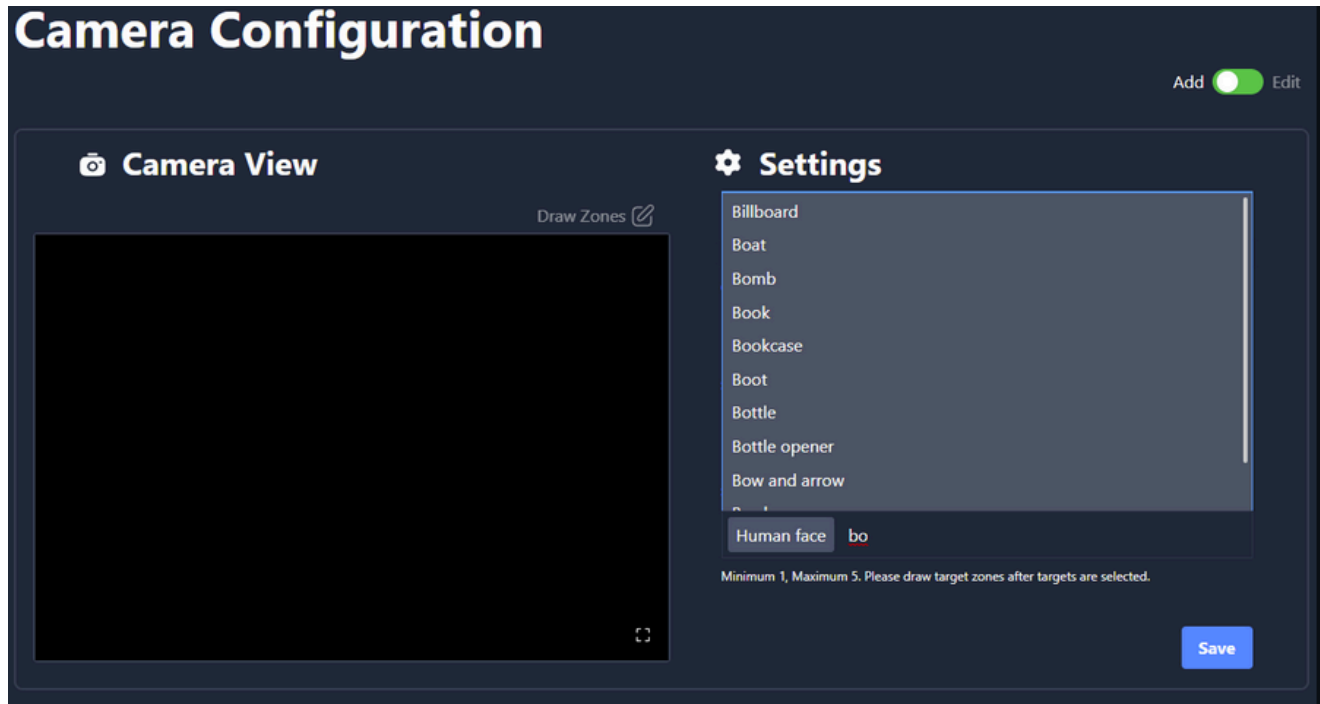 Camera Configuration
Add Edit
Camera View
Draw Zones
Settings
Billboard
Boat
Bomb
Book
Bookcase
Boot
Bottle
Bottle opener
Bow and arrow
Human face bo
Minimum 1, Maximum 5. Please draw target zones after targets are selected.
Save